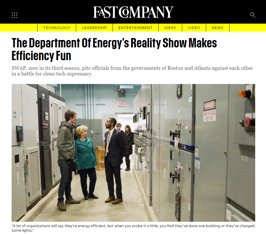 FAST COMPANY
TECHNOLOGY LEADERSHIP ENTERTAINMENT IDEAS VIDEO NEWS
The Department Of Energy's Reality Show Makes
Efficiency Fun
SWAP, now in its third season, pits officials from the governments of Boston and Atlanta against each other
in a battle for clean tech supremacy.
"A lot of organizations will say they're energy efficient, but when you probe it a little, you find they've done one building or they've changed
some lights."